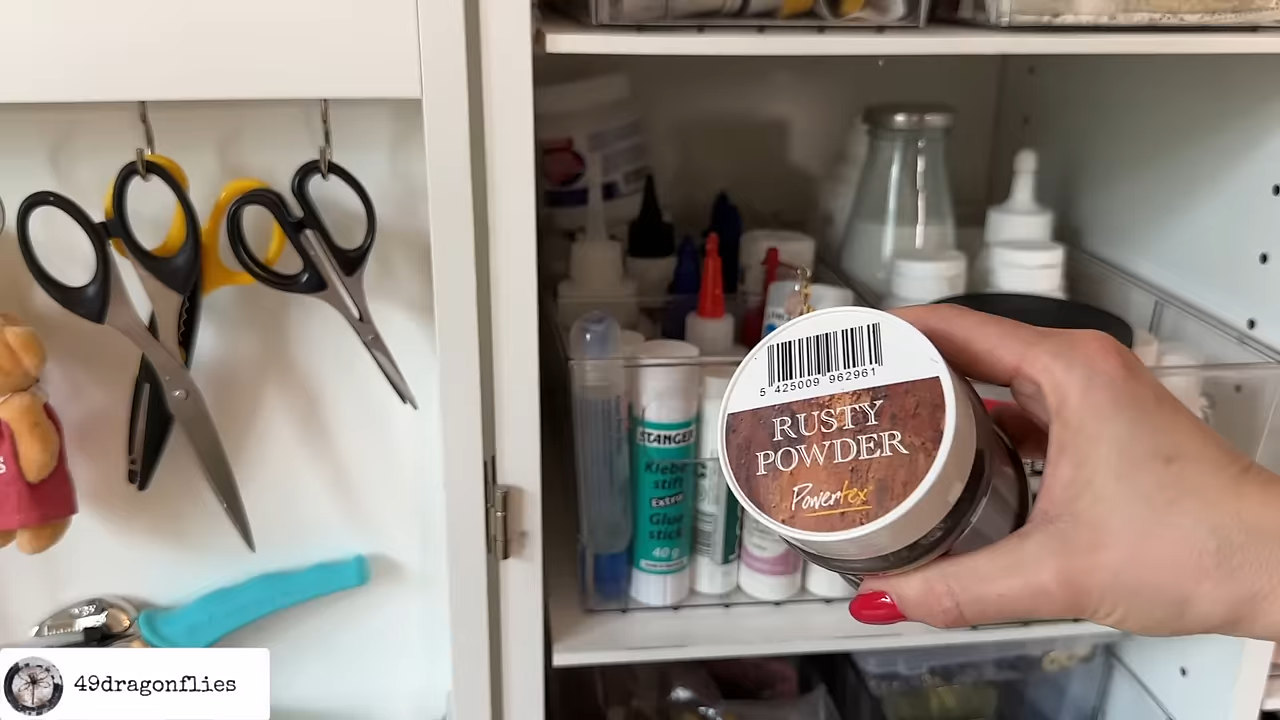 5 425009 962961
RUSTY
POWDER
Powertex
STANGER
Klebe
stift
Extra
Glue
stick
40 g
49dragonflies